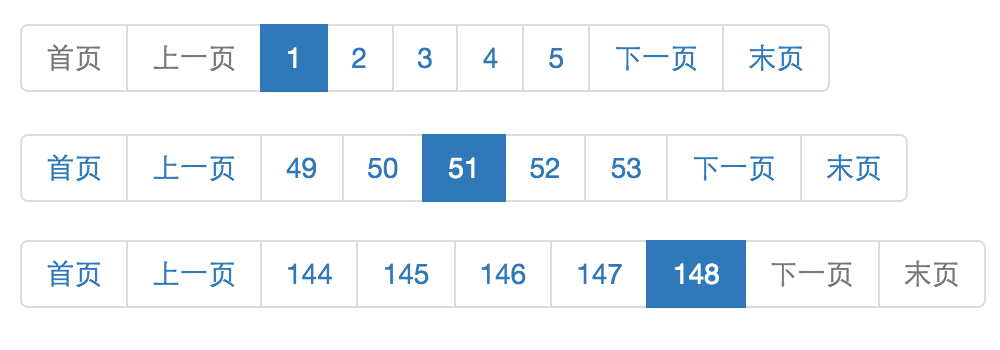 首页 上一页 1 2 3 4 5 下一页 末页
首页 上一页 49 50 51 52 53 下一页 末页
首页 上一页 144 145 146 147 148 下一页 末页